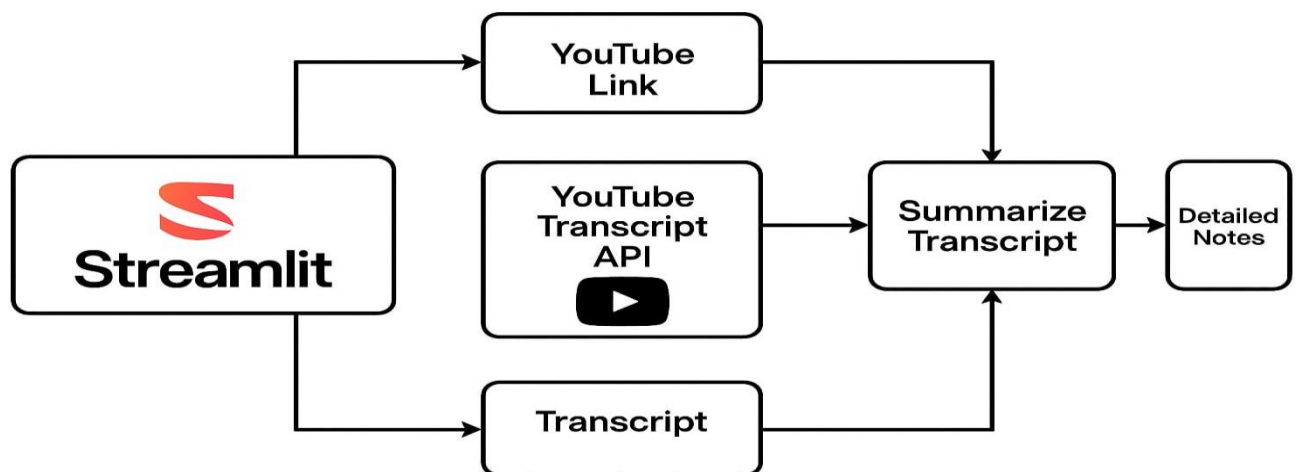 YouTube
Link
Streamlit
YouTube
Transcript
API
Summarize
Transcript
Detailed
Notes
Transcript